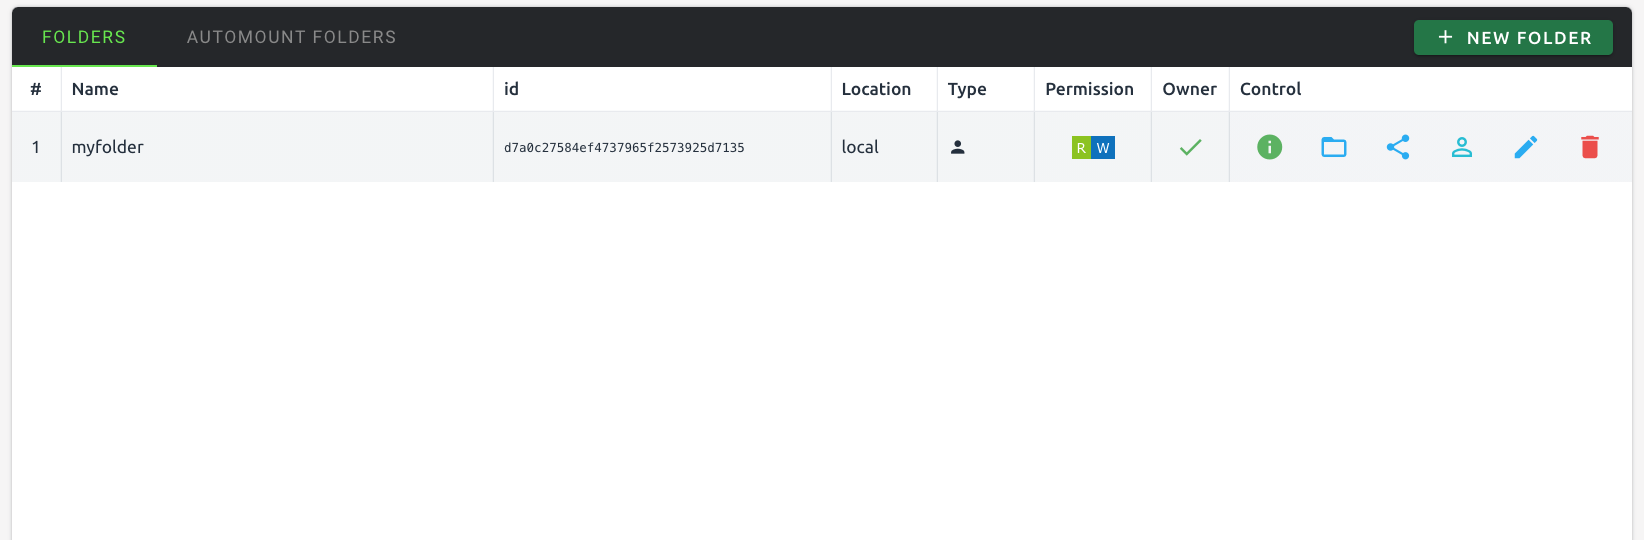 FOLDERS AUTOMOUNT FOLDERS + NEW FOLDER
# Name id Location Type Permission Owner Control
1 myfolder d7a0c27584ef4737965f2573925d7135 local R W